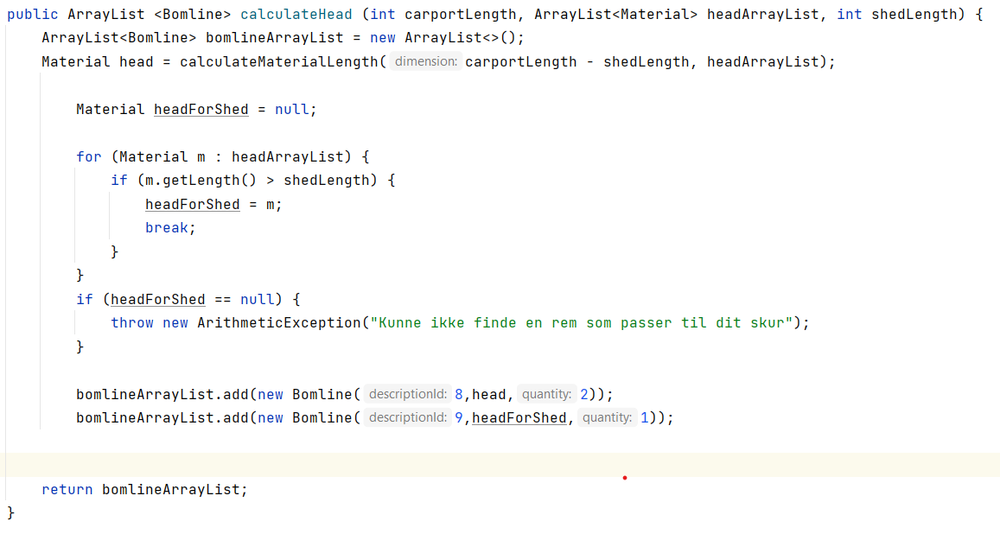 public ArrayList <Bomline> calculateHead (int carportLength, ArrayList<Material> headArrayList, int shedLength) {
    ArrayList<Bomline> bomlineArrayList = new ArrayList<>();
    Material head = calculateMaterialLength( dimension: carportLength - shedLength, headArrayList);
        Material headForShed = null;
        for (Material m : headArrayList) {
            if (m.getLength() > shedLength) {
                headForShed = m;
                break;
            }
        }
        if (headForShed == null) {
            throw new ArithmeticException("Kunne ikke finde en rem som passer til dit skur");
        }
        bomlineArrayList.add(new Bomline( descriptionId: 8,head, quantity: 2));
        bomlineArrayList.add(new Bomline( descriptionId: 9,headForShed, quantity: 1));
    return bomlineArrayList;
}